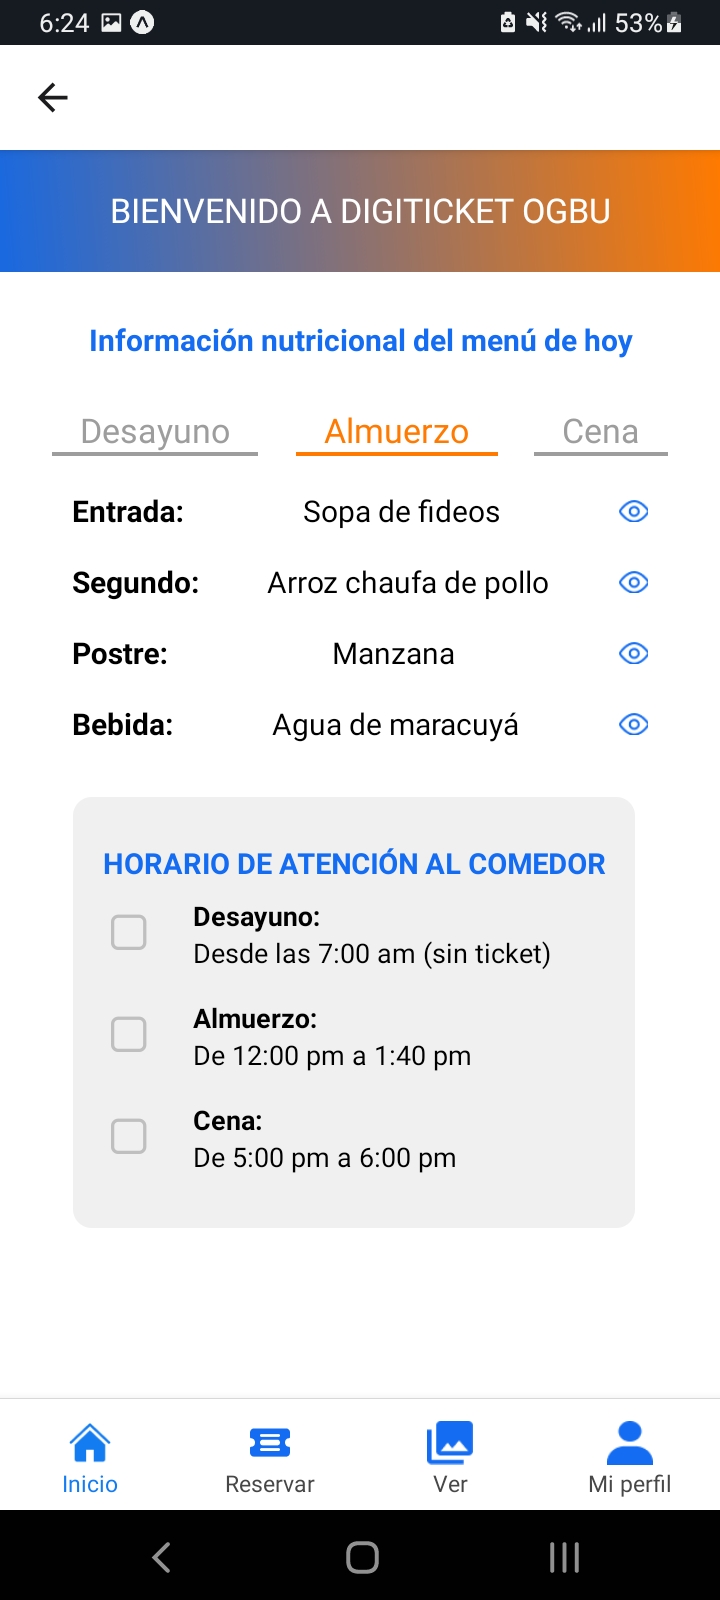 6:24 53%
BIENVENIDO A DIGITICKET OGBU
Información nutricional del menú de hoy
Desayuno Almuerzo Cena
Entrada: Sopa de fideos
Segundo: Arroz chaufa de pollo
Postre: Manzana
Bebida: Agua de maracuyá
HORARIO DE ATENCIÓN AL COMEDOR
Desayuno:
Desde las 7:00 am (sin ticket)
Almuerzo:
De 12:00 pm a 1:40 pm
Cena:
De 5:00 pm a 6:00 pm
Inicio Reservar Ver Mi perfil